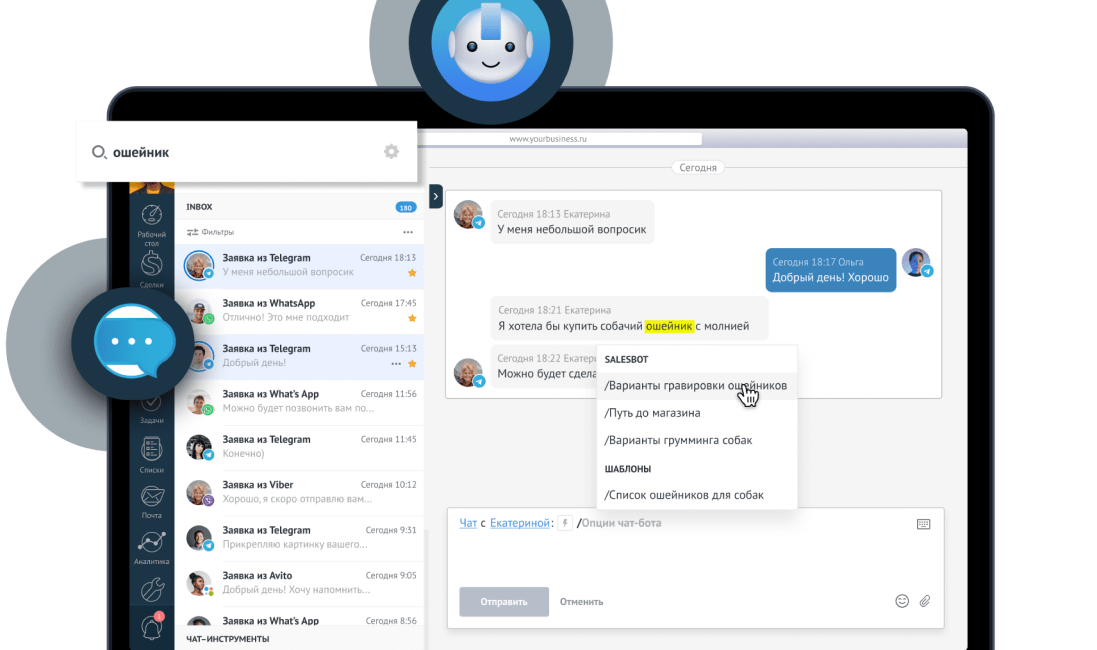 www.yourbusiness.ru
ошейник
Сегодня
INBOX
180
Фильтры
Рабочий
стол
Сделки
Задачи
Списки
Почта
Аналитика
1
Заявка из Telegram Сегодня 18:13
У меня небольшой вопросик
Заявка из WhatsApp Сегодня 17:45
Отлично! Это мне подходит
Заявка из Telegram Сегодня 15:13
Добрый день!
Заявка из What's App Сегодня 11:56
Можно будет позвонить вам по...
Заявка из Telegram Сегодня 11:45
Конечно)
Заявка из Viber Сегодня 10:12
Хорошо, я скоро отправлю вам...
Заявка из Telegram Сегодня 9:31
Прикрепляю картинку вашего...
Заявка из Avito Сегодня 9:05
Добрый день! Хочу напомнить...
Заявка из What's App Сегодня 8:56
ЧАТ-ИНСТРУМЕНТЫ
Сегодня 18:13 Екатерина
У меня небольшой вопросик
Сегодня 18:17 Ольга
Добрый день! Хорошо
Сегодня 18:21 Екатерина
Я хотела бы купить собачий ошейник с молнией
Сегодня 18:22 Екатер
Можно будет сдела
SALESBOT
/Варианты гравировки ошейников
/Путь до магазина
/Варианты грумминга собак
ШАБЛОНЫ
/Список ошейников для собак
Чат с Екатериной: /Опции чат-бота
Отправить Отменить